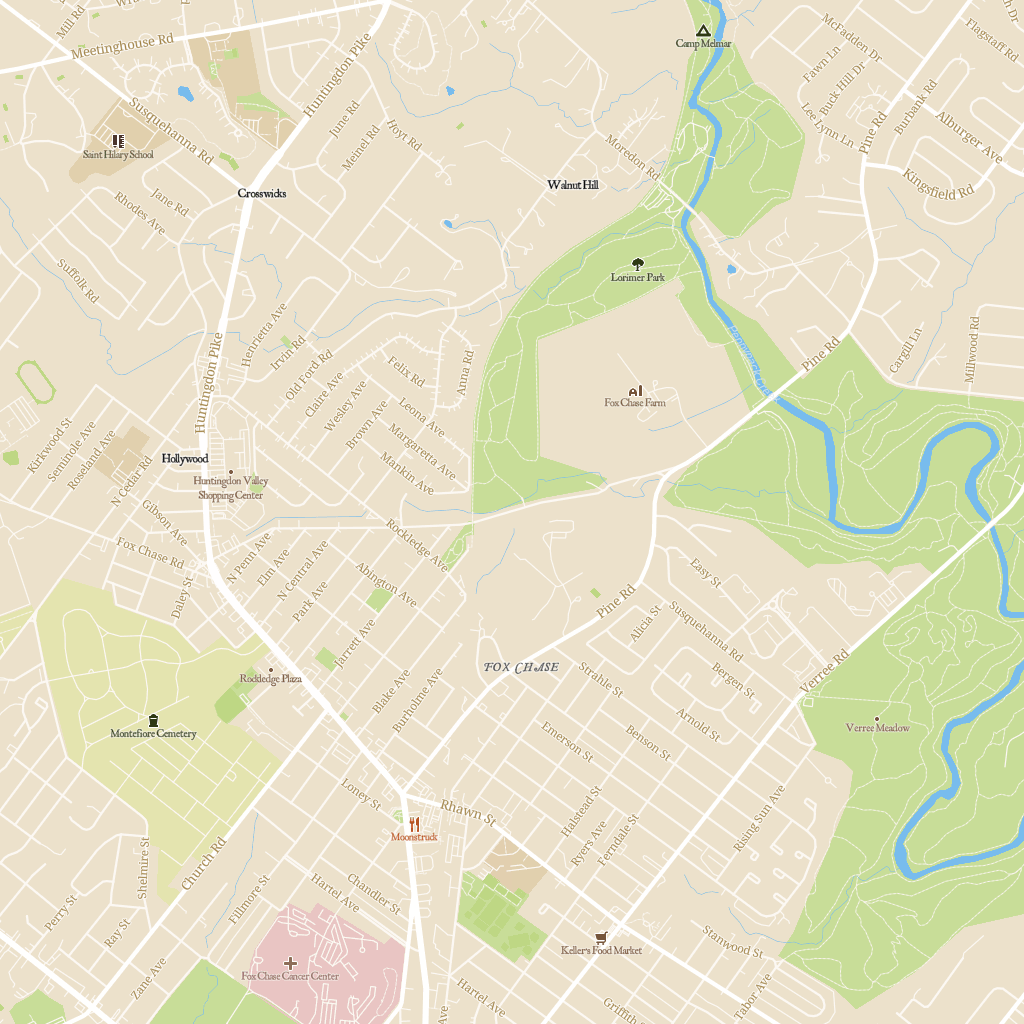 Mill Rd
Meetinghouse Rd
Huntingdon Pike
Camp Melmar
McFadden Dr
Flagstaff Rd
Fawn Ln
Buck Hill Dr
Lee Lynn Ln
Burbank Rd
Pine Rd
Alburger Ave
Kingsfield Rd
Susquehanna Rd
Saint Hilary School
June Rd
Meinel Rd
Hoyt Rd
Moredon Rd
Walnut Hill
Crosswicks
Jane Rd
Rhodes Ave
Suffolk Rd
Lorimer Park
Huntingdon Pike
Henrietta Ave
Irvin Rd
Old Ford Rd
Claire Ave
Wesley Ave
Brown Ave
Felix Rd
Anna Rd
Leona Ave
Margaretta Ave
Mankin Ave
Pine Rd
Cargill Ln
Millwood Rd
Fox Chase Farm
Kirkwood St
Seminole Ave
Roseland Ave
N Cedar Rd
Hollywood
Huntingdon Valley
Shopping Center
Gibson Ave
Fox Chase Rd
Daley St
N Penn Ave
Elm Ave
N Central Ave
Park Ave
Rockledge Ave
Abington Ave
Jarrett Ave
Blake Ave
Burholme Ave
Easy St
Pine Rd
Alicia St
Susquehanna Rd
Bergen St
Verree Rd
FOX CHASE
Strahle St
Arnold St
Benson St
Emerson St
Verree Meadow
Roddedge Plaza
Montefiore Cemetery
Loney St
Rhawn St
Moonstruck
Halstead St
Ryers Ave
Ferndale St
Rising Sun Ave
Church Rd
Shelmire St
Perry St
Ray St
Zane Ave
Fillmore St
Hartel Ave
Chandler St
Fox Chase Cancer Center
Keller's Food Market
Stanwood St
Tabor Ave
Hartel Ave
Griffith